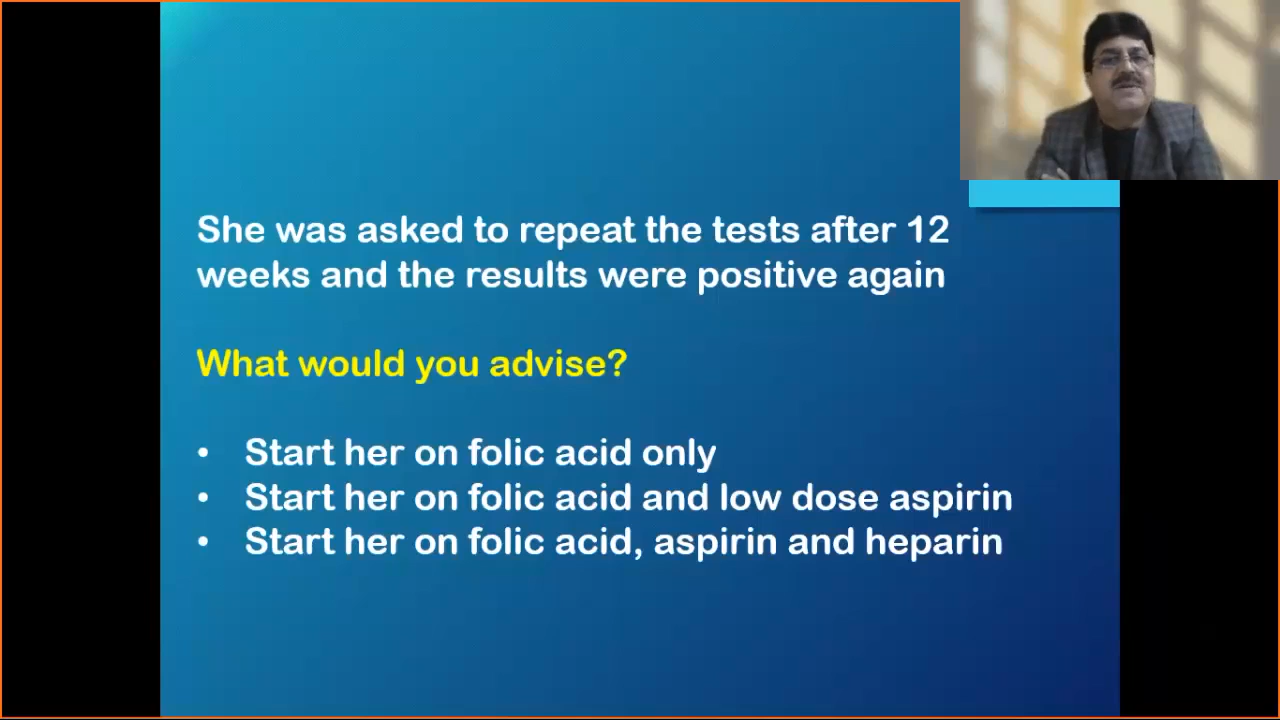 She was asked to repeat the tests after 12
weeks and the results were positive again
What would you advise?
• Start her on folic acid only
• Start her on folic acid and low dose aspirin
• Start her on folic acid, aspirin and heparin